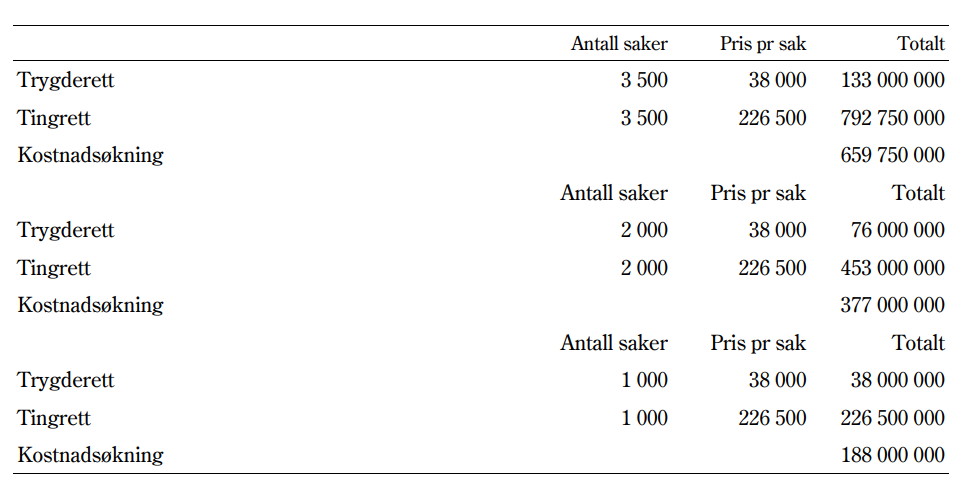 Antall saker Pris pr sak Totalt
Trygderett 3 500 38 000 133 000 000
Tingrett 3 500 226 500 792 750 000
Kostnadsøkning 659 750 000
Antall saker Pris pr sak Totalt
Trygderett 2 000 38 000 76 000 000
Tingrett 2 000 226 500 453 000 000
Kostnadsøkning 377 000 000
Antall saker Pris pr sak Totalt
Trygderett 1 000 38 000 38 000 000
Tingrett 1 000 226 500 226 500 000
Kostnadsøkning 188 000 000